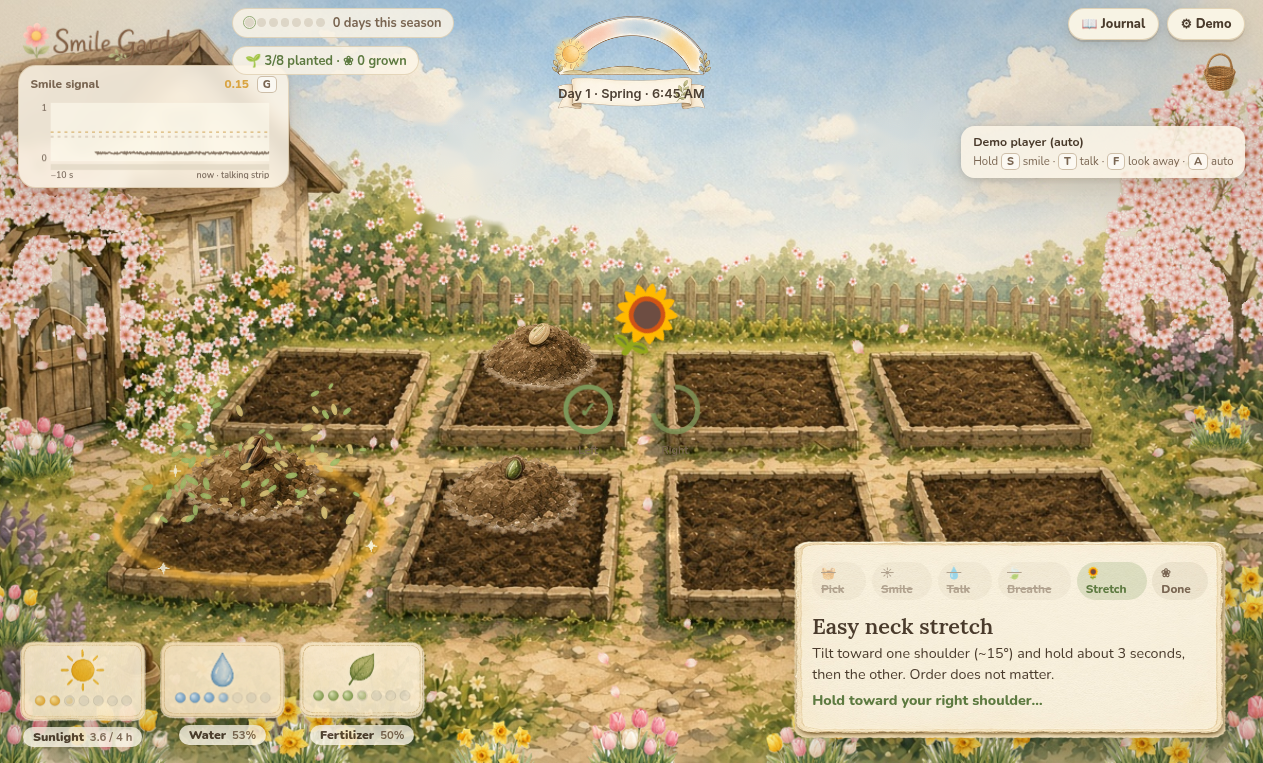 Smile Gard
0 days this season
3/8 planted · 0 grown
Day 1 · Spring · 6:45 AM
Journal
Demo
Smile signal
0.15
G
1
0
−10 s
now · talking strip
Demo player (auto)
Hold S smile · T talk · F look away · A auto
Pick
Smile
Talk
Breathe
Stretch
Done
Easy neck stretch
Tilt toward one shoulder (~15°) and hold about 3 seconds,
then the other. Order does not matter.
Hold toward your right shoulder...
Sunlight 3.6 / 4 h
Water 53%
Fertilizer 50%